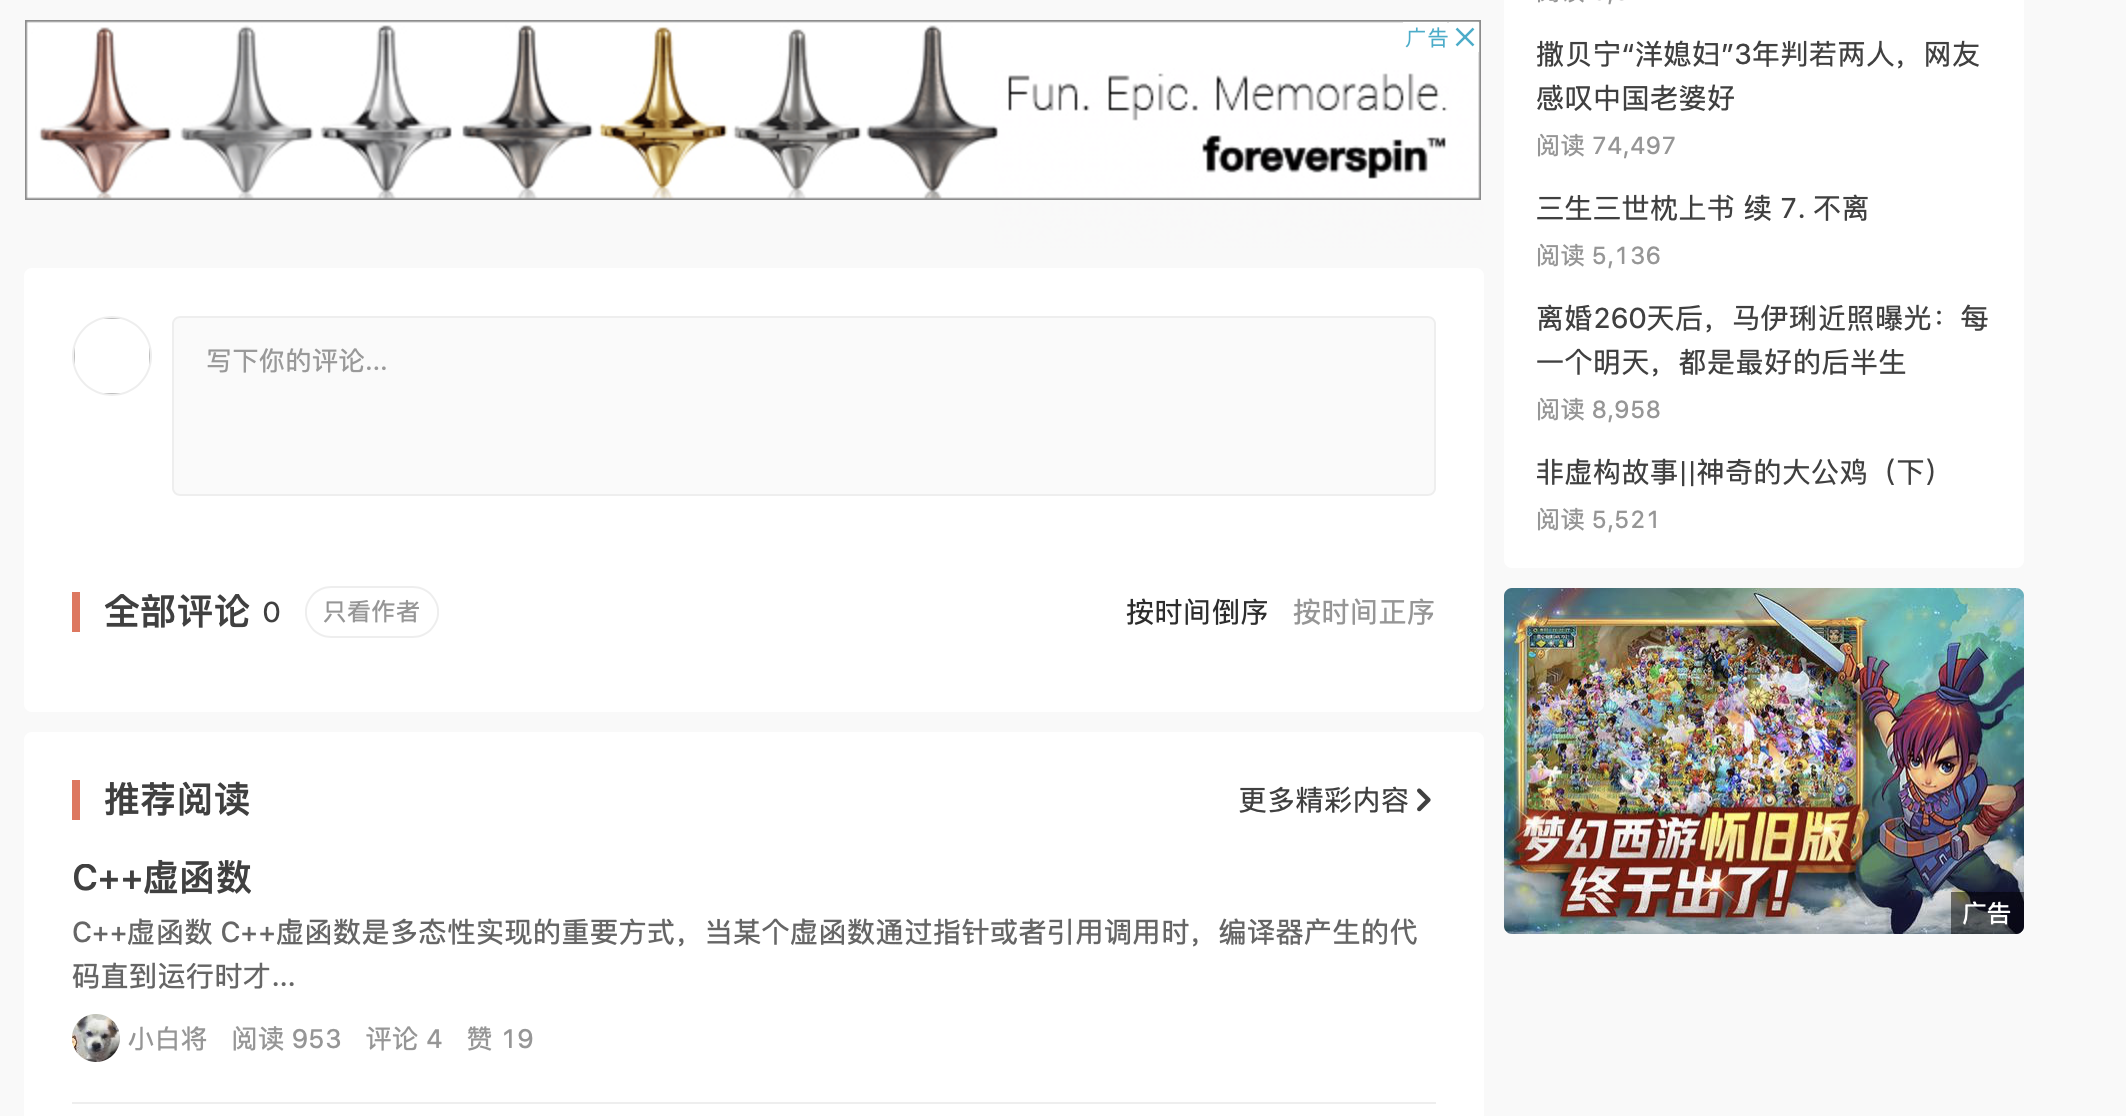 广告
Fun. Epic. Memorable.
foreverspin™
写下你的评论...
全部评论 0 只看作者 按时间倒序 按时间正序
推荐阅读 更多精彩内容
C++虚函数
C++虚函数 C++虚函数是多态性实现的重要方式，当某个虚函数通过指针或者引用调用时，编译器产生的代
码直到运行时才...
小白将 阅读 953 评论 4 赞 19
撒贝宁“洋媳妇”3年判若两人，网友
感叹中国老婆好
阅读 74,497
三生三世枕上书 续 7. 不离
阅读 5,136
离婚260天后，马伊琍近照曝光：每
一个明天，都是最好的后半生
阅读 8,958
非虚构故事||神奇的大公鸡（下）
阅读 5,521
梦幻西游怀旧版
终于出了!
广告